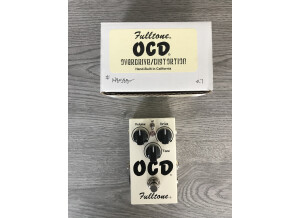 Fulltone®
OCD®
OVERDRIVE/DISTORTION
Hand-Built in California
Volume
Drive
Tone
OCD®
Fulltone®